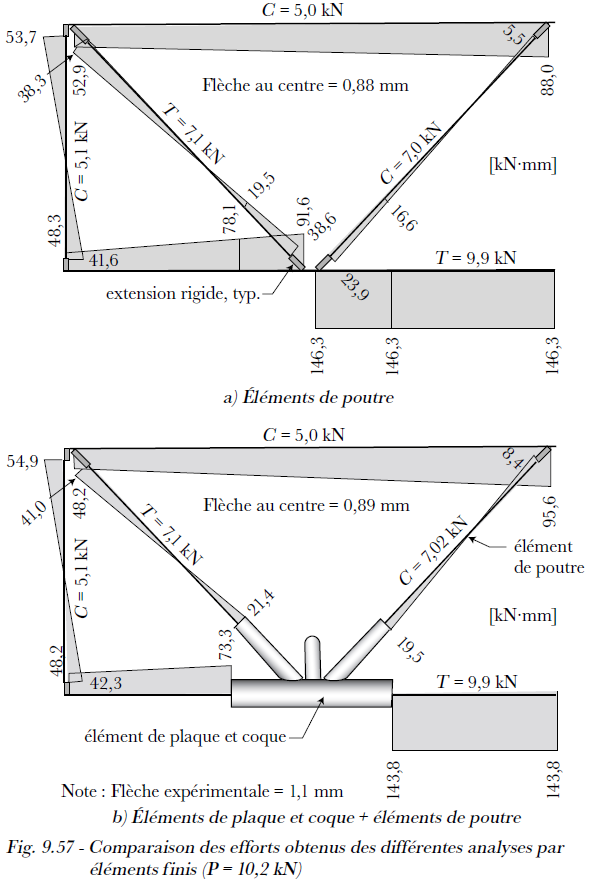 C = 5,0 kN
53,7
5,5
38,3
52,9
Flèche au centre = 0,88 mm
88,0
T = 7,1 kN
C = 7,0 kN
C = 5,1 kN
[kN·mm]
19,5
16,6
48,3
78,1
91,6
38,6
41,6
T = 9,9 kN
extension rigide, typ.
23,9
146,3
146,3
146,3
a) Éléments de poutre
C = 5,0 kN
54,9
8,4
41,0
48,2
Flèche au centre = 0,89 mm
95,6
T = 7,1 kN
C = 7,02 kN
élément
de poutre
C = 5,1 kN
21,4
[kN·mm]
48,2
73,3
19,5
42,3
T = 9,9 kN
élément de plaque et coque
143,8
143,8
Note : Flèche expérimentale = 1,1 mm
b) Éléments de plaque et coque + éléments de poutre
Fig. 9.57 - Comparaison des efforts obtenus des différentes analyses par
éléments finis (P = 10,2 kN)